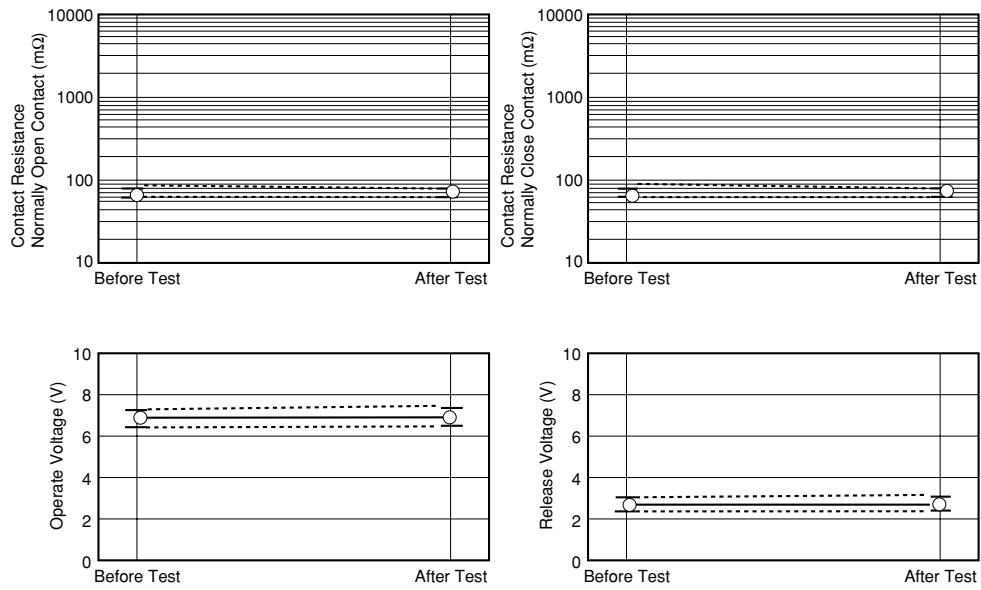 Contact Resistance
Normally Open Contact (mΩ)
10000
1000
100
10
Before Test
After Test
Contact Resistance
Normally Close Contact (mΩ)
10000
1000
100
10
Before Test
After Test
Operate Voltage (V)
10
8
6
4
2
0
Before Test
After Test
Release Voltage (V)
10
8
6
4
2
0
Before Test
After Test